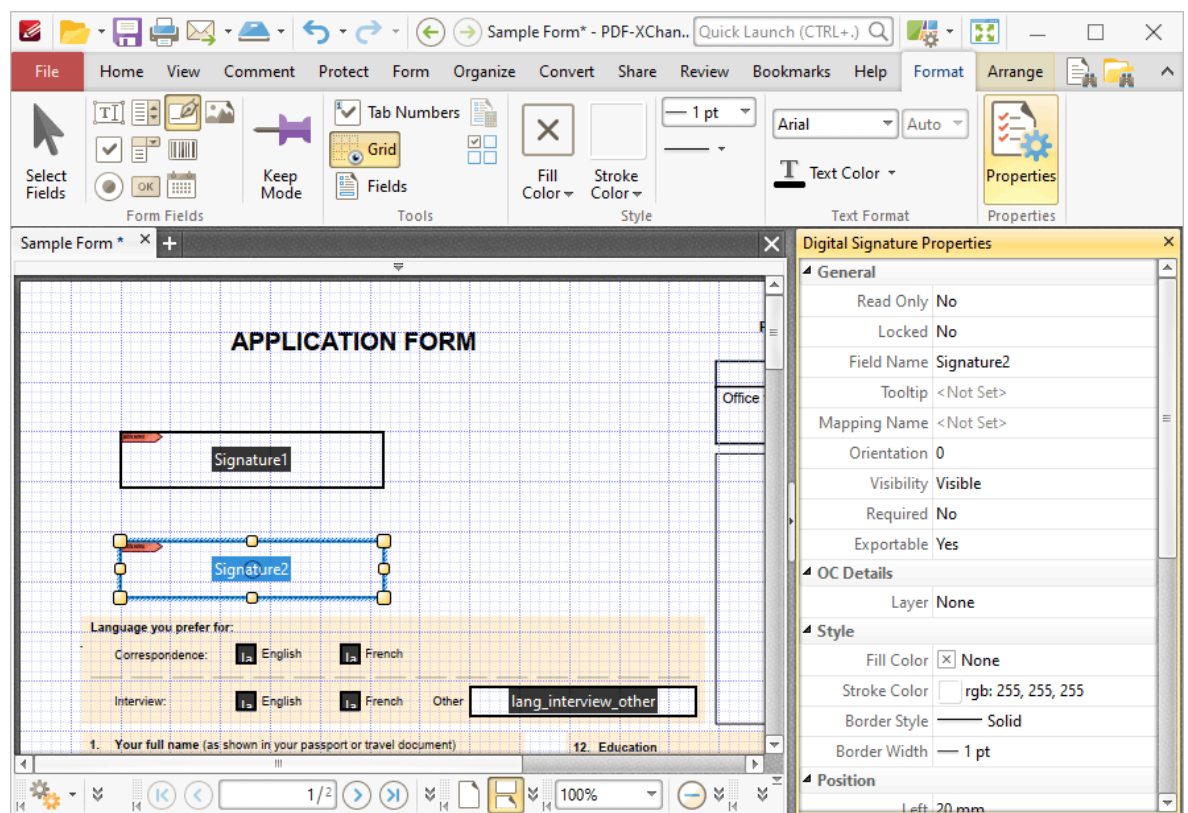 Sample Form* - PDF-XChan..
Quick Launch (CTRL+.)
File Home View Comment Protect Form Organize Convert Share Review Bookmarks Help Format Arrange
Select Fields
OK
Form Fields
Keep Mode
Tab Numbers
Grid
Fields
Tools
Fill Color
Stroke Color
1 pt
Style
Arial
Auto
Text Color
Text Format
Properties
Properties
Sample Form *
APPLICATION FORM
Office
Signature1
Signature2
Language you prefer for:
Correspondence: English French
Interview: English French Other lang_interview_other
1. Your full name (as shown in your passport or travel document)
12. Education
1/2
100%
Digital Signature Properties
General
Read Only No
Locked No
Field Name Signature2
Tooltip <Not Set>
Mapping Name <Not Set>
Orientation 0
Visibility Visible
Required No
Exportable Yes
OC Details
Layer None
Style
Fill Color None
Stroke Color rgb: 255, 255, 255
Border Style Solid
Border Width 1 pt
Position
Left 20 mm